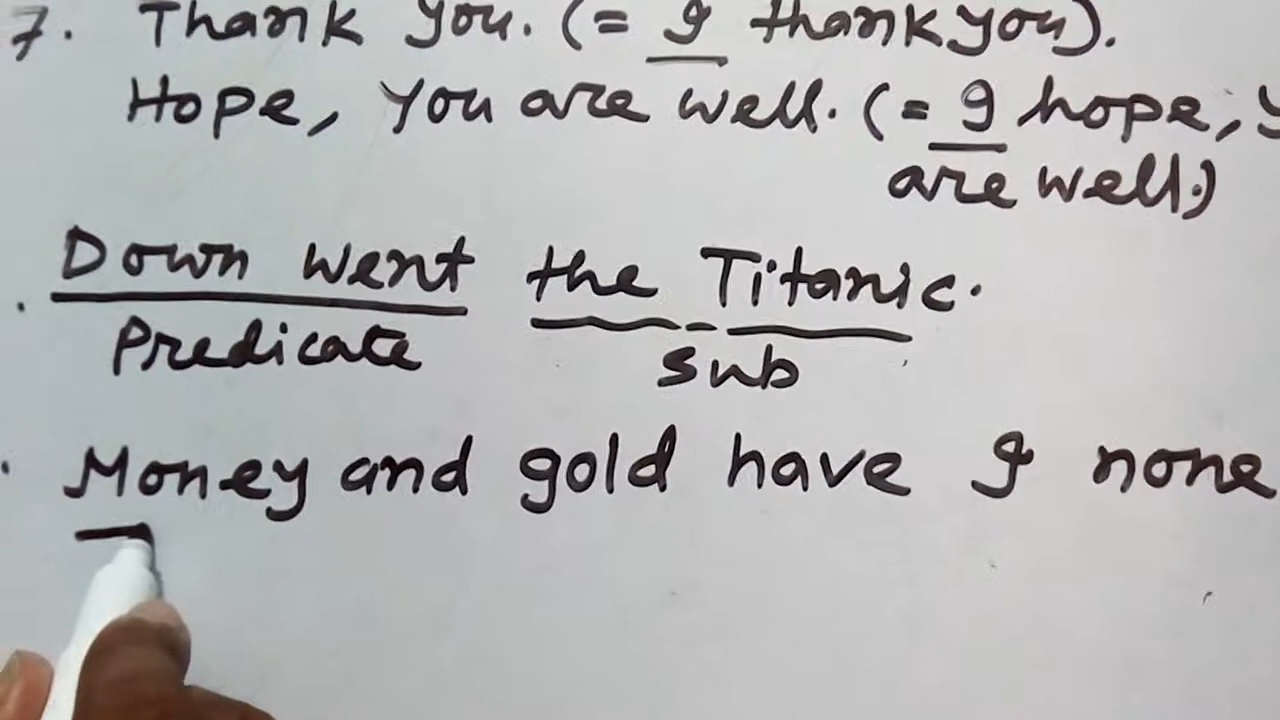 7. Thank you. (= I thank you).
Hope, you are well. (= I hope, y
are well.)
. Down went the Titanic.
Predicate sub
. Money and gold have I none